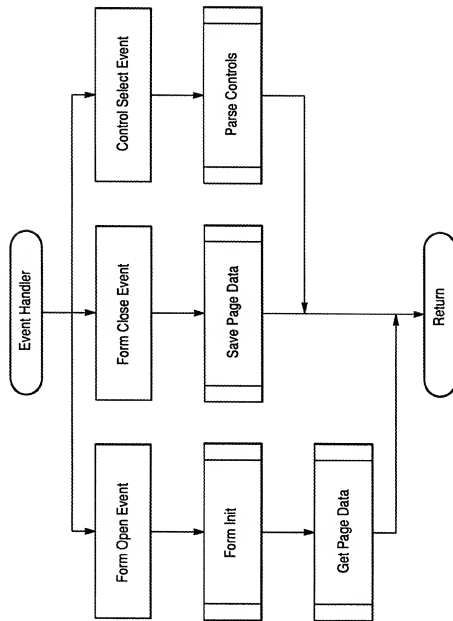 Event Handler
Form Open Event
Form Close Event
Control Select Event
Form Init
Save Page Data
Parse Controls
Get Page Data
Return